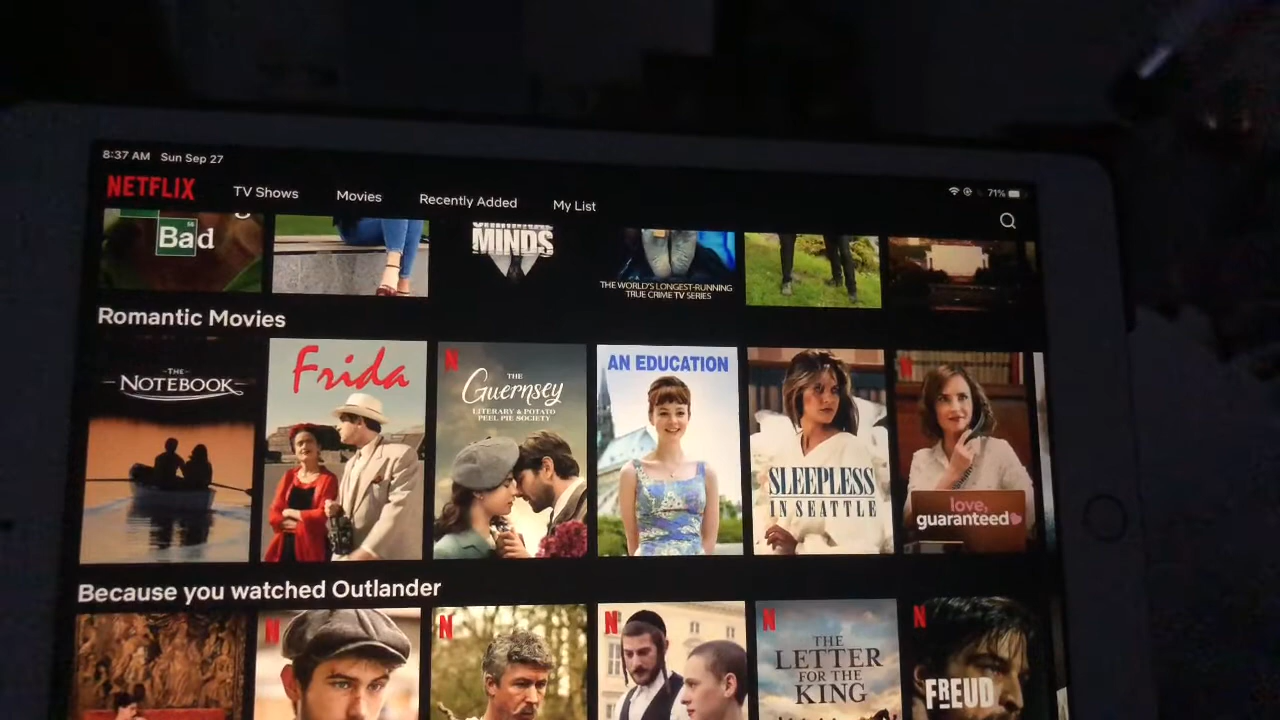 8:37 AM Sun Sep 27
71%
NETFLIX TV Shows Movies Recently Added My List
Bad
MINDS
THE WORLD'S LONGEST-RUNNING
TRUE CRIME TV SERIES
Romantic Movies
THE
NOTEBOOK
Frida
N
THE
Guernsey
LITERARY & POTATO
PEEL PIE SOCIETY
AN EDUCATION
SLEEPLESS
IN SEATTLE
N
love,
guaranteed
Because you watched Outlander
N
N
N
N
THE
LETTER
FOR THE
KING
N
FREUD